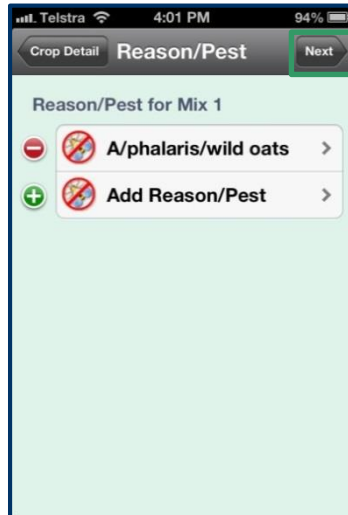 Telstra 4:01 PM 94%
Crop Detail Reason/Pest Next
Reason/Pest for Mix 1
A/phalaris/wild oats
Add Reason/Pest